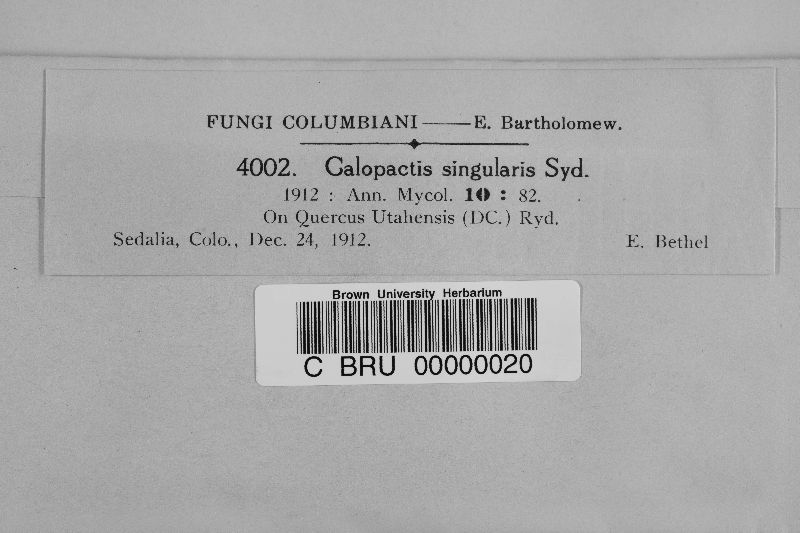 FUNGI COLUMBIANI——E. Bartholomew.
4002. Calopactis singularis Syd.
1912 : Ann. Mycol. 10 : 82.
On Quercus Utahensis (DC.) Ryd.
Sedalia, Colo., Dec. 24, 1912. E. Bethel
Brown University Herbarium
C BRU 00000020